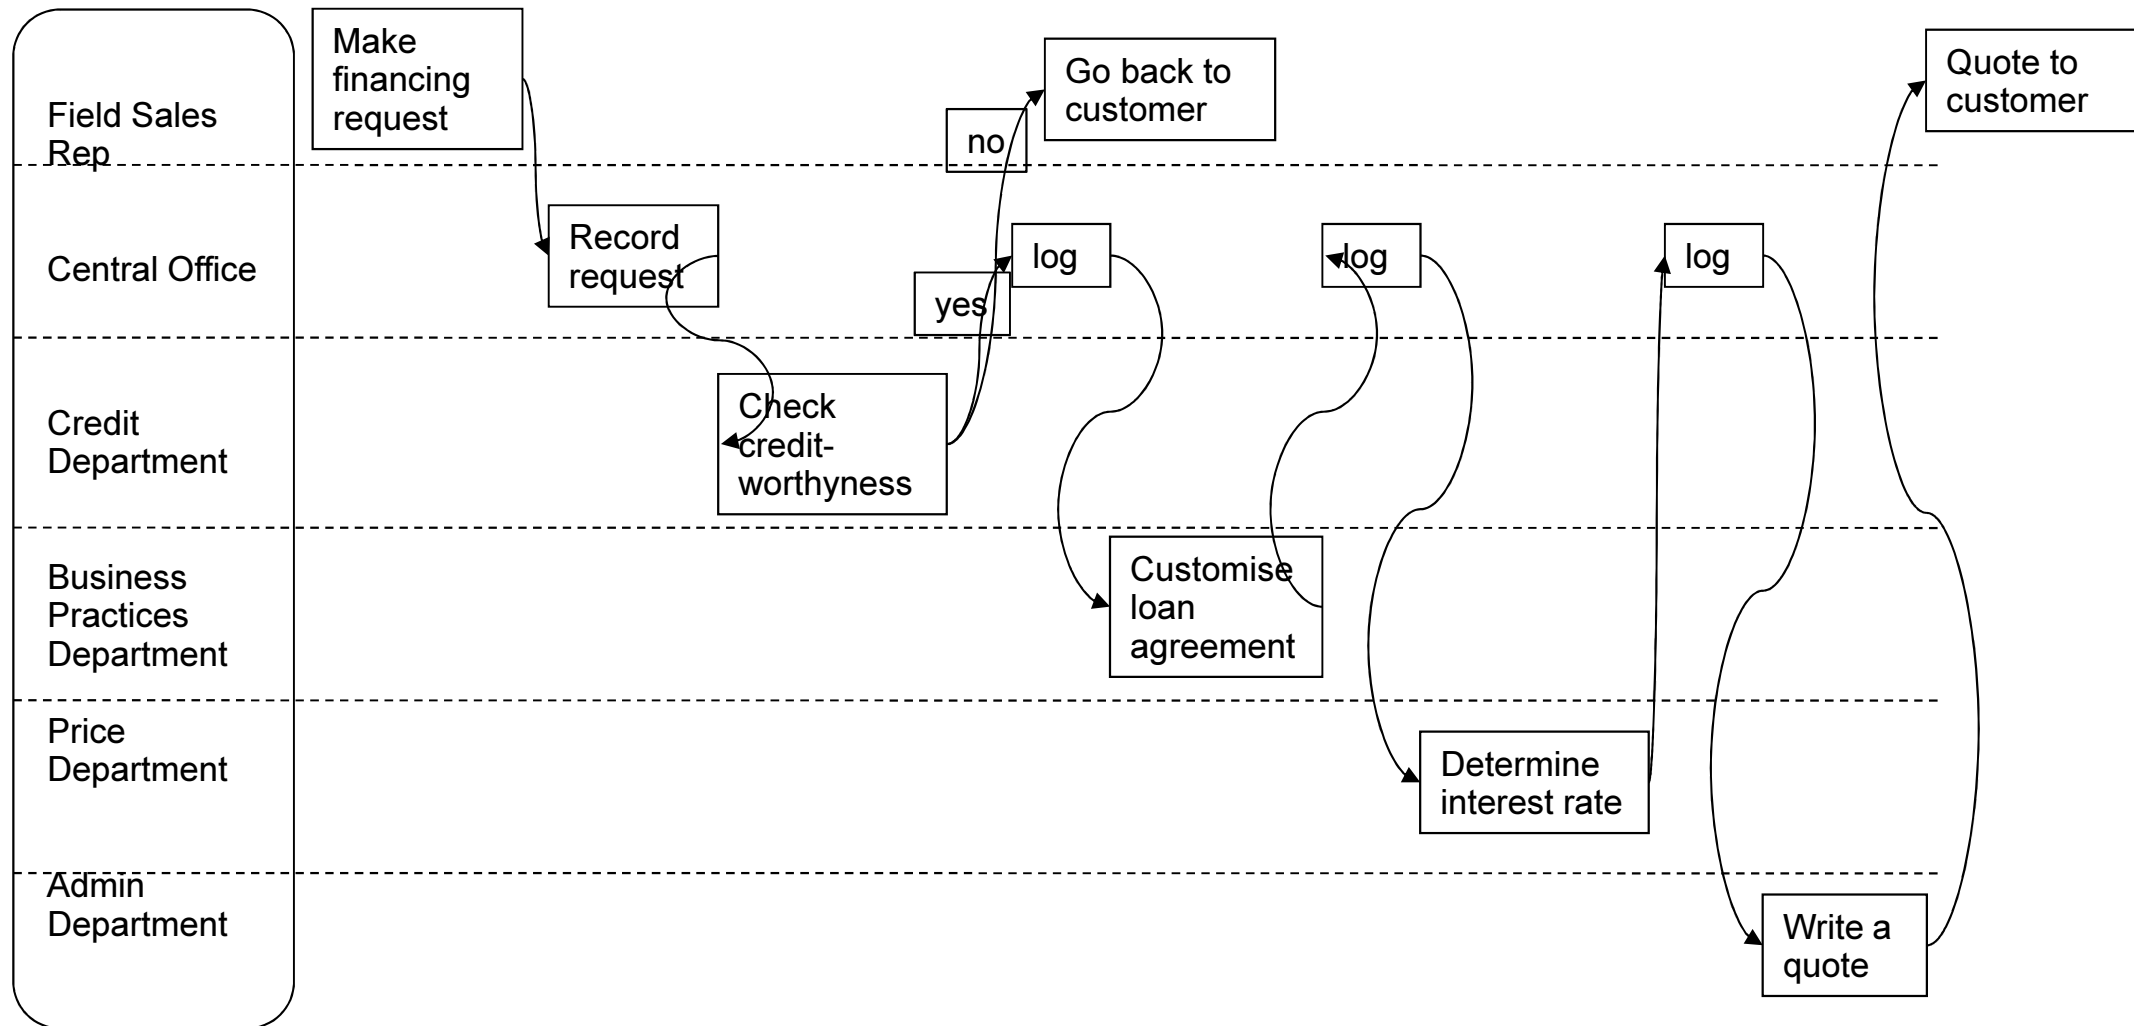 Make
financing
request
Go back to
customer
Quote to
customer
Field Sales
Rep
no
Record
request
log
log
log
Central Office
yes
Check
credit-
worthyness
Credit
Department
Customise
loan
agreement
Business
Practices
Department
Price
Department
Determine
interest rate
Admin
Department
Write a
quote